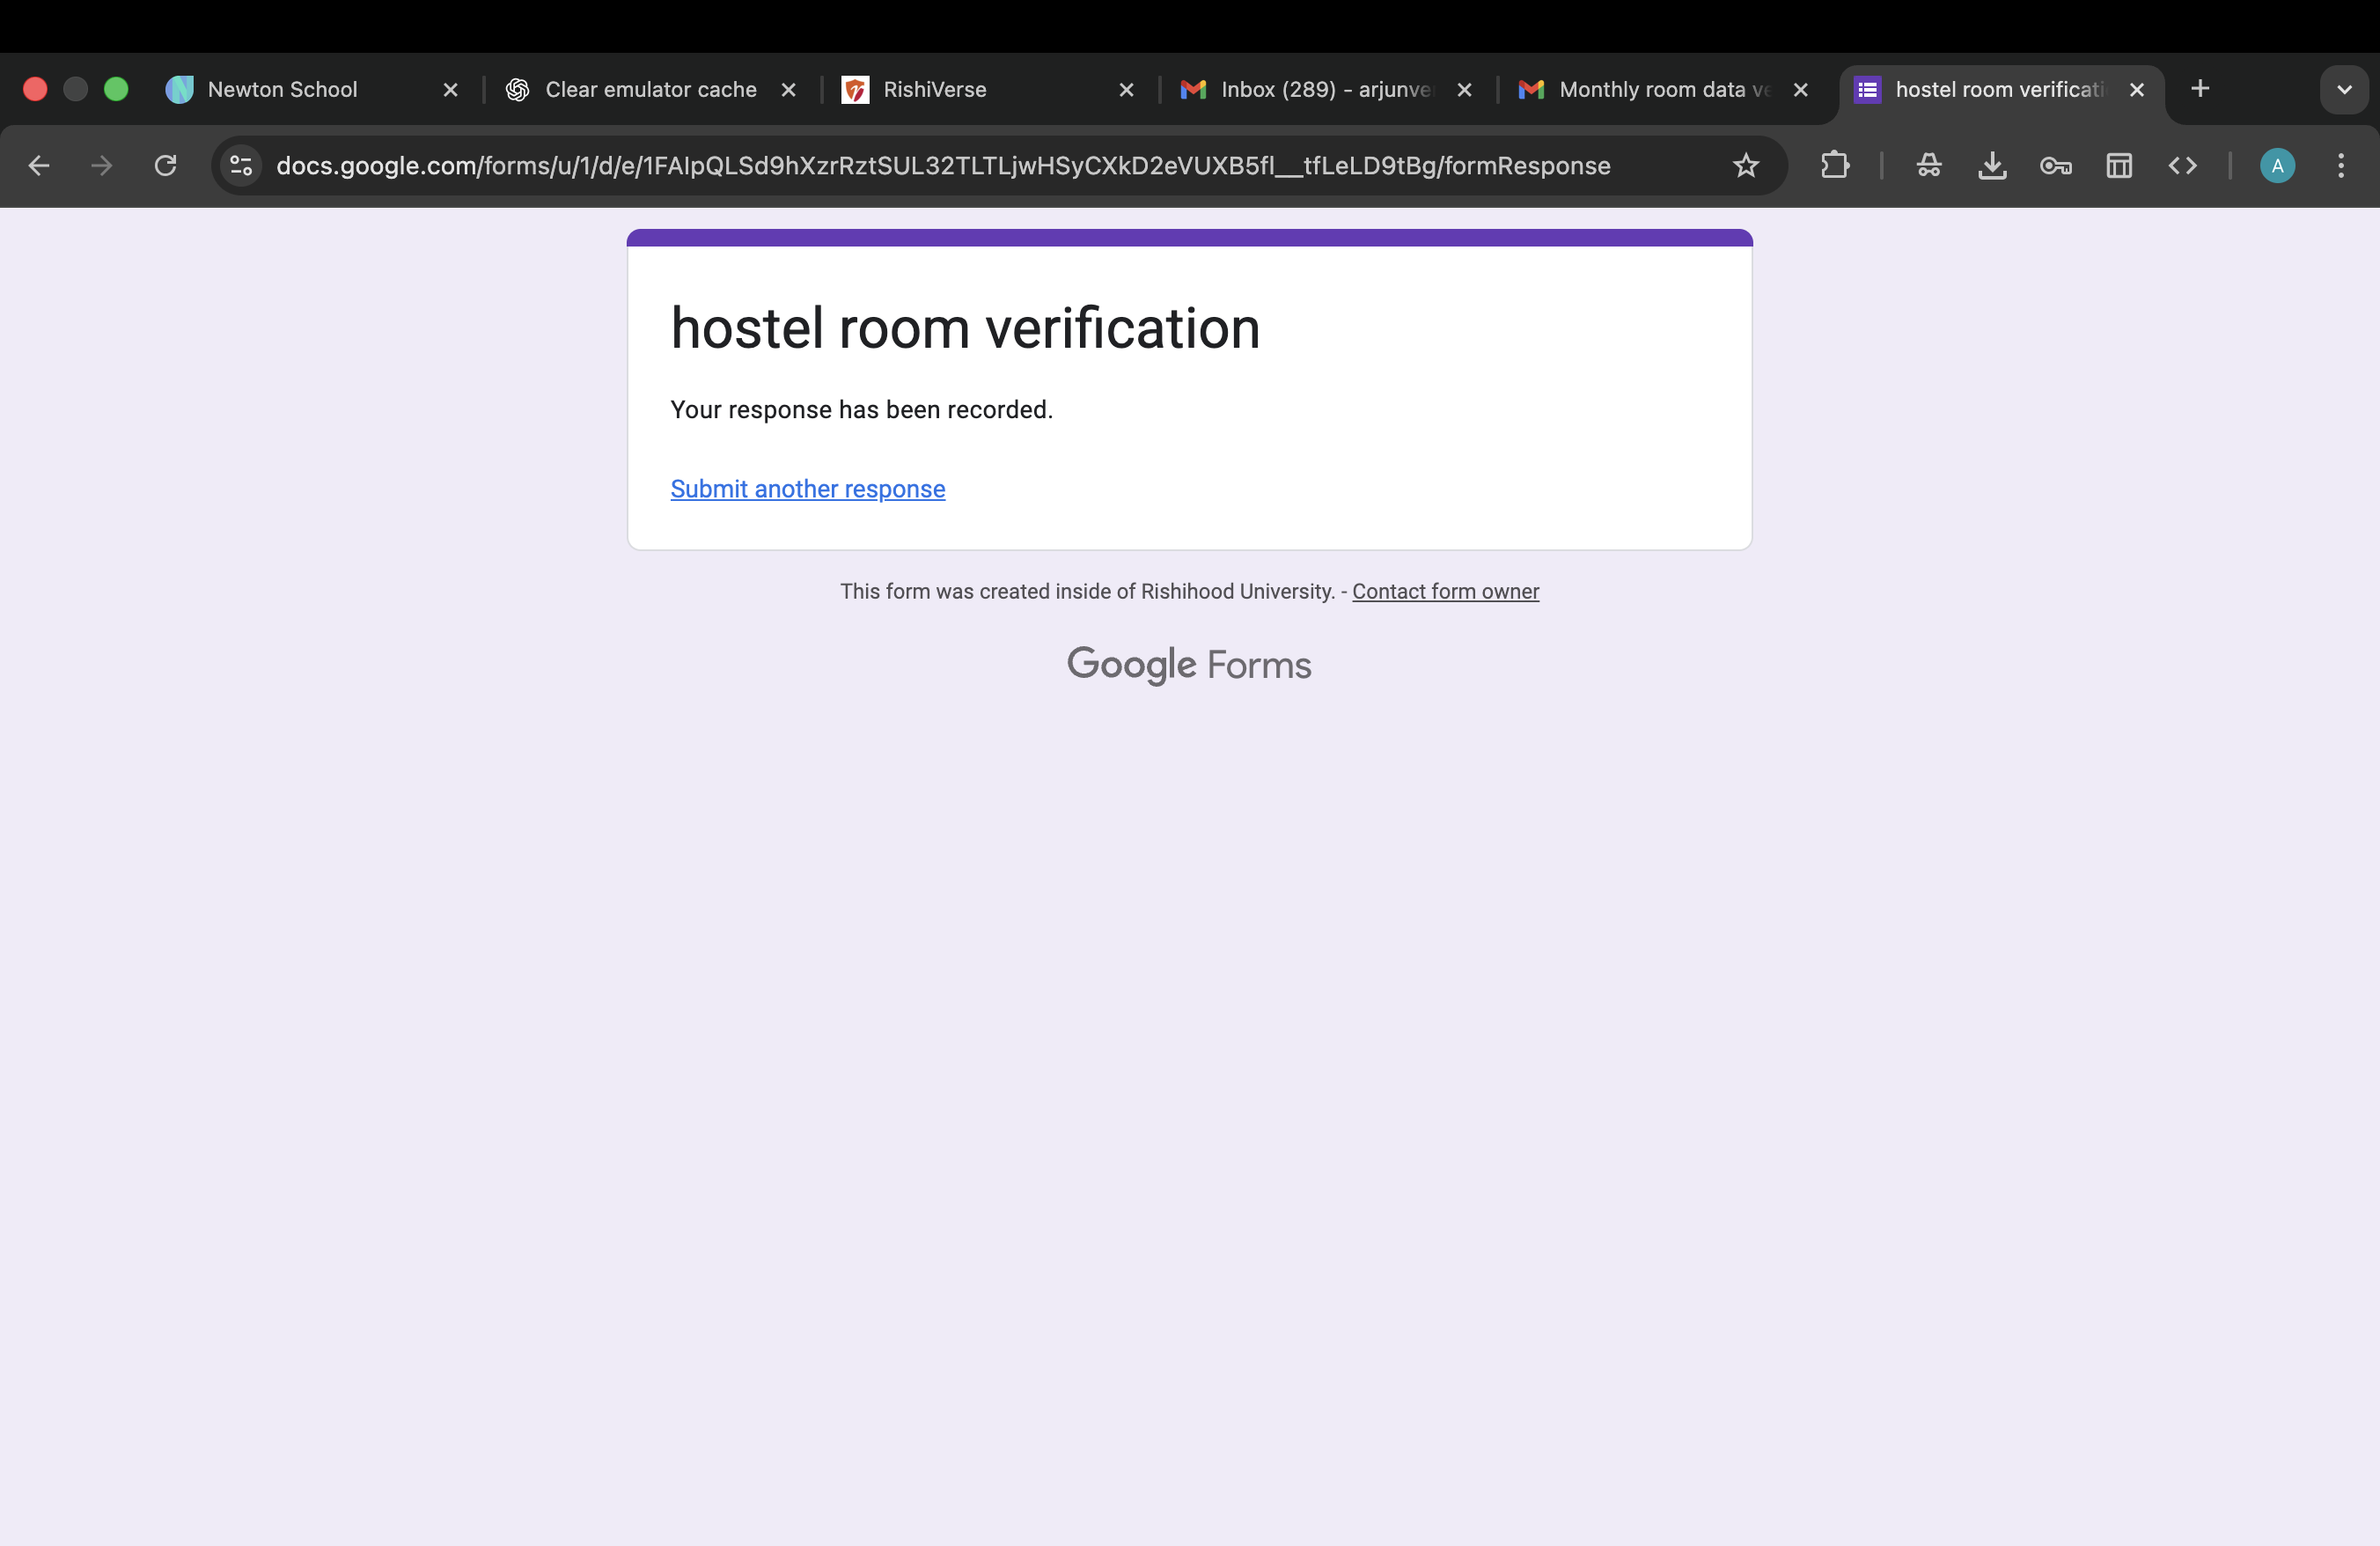 Newton School
Clear emulator cache
RishiVerse
Inbox (289) - arjunve
Monthly room data ve
hostel room verificati
docs.google.com/forms/u/1/d/e/1FAIpQLSd9hXzrRztSUL32TLTLjwHSyCXkD2eVUXB5fl__tfLeLD9tBg/formResponse
A
hostel room verification
Your response has been recorded.
Submit another response
This form was created inside of Rishihood University. - Contact form owner
Google Forms